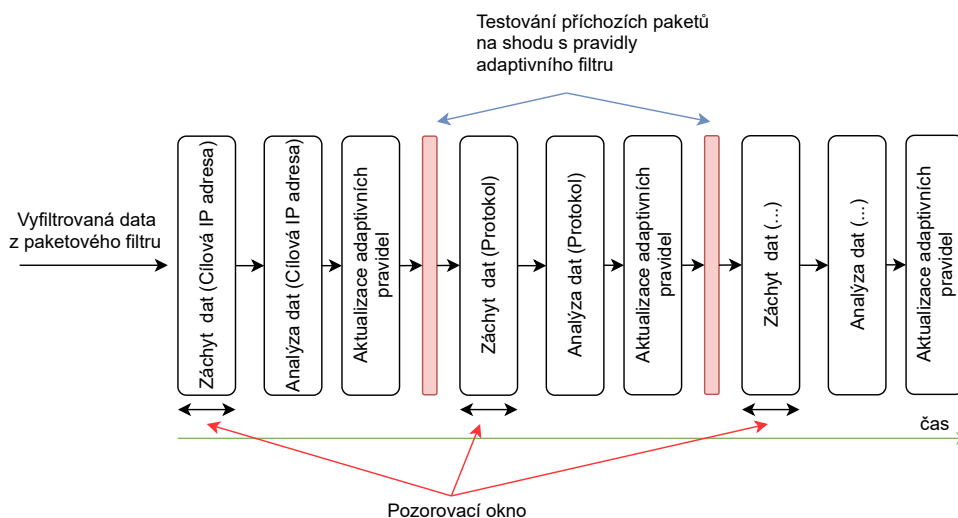 Testování příchozích paketů
na shodu s pravidly
adaptivního filtru
Vyfiltrovaná data
z paketového filtru
Záchyt dat (Cílová IP adresa)
Analýza dat (Cílová IP adresa)
Aktualizace adaptivních
pravidel
Záchyt dat (Protokol)
Analýza dat (Protokol)
Aktualizace adaptivních
pravidel
Záchyt dat (...)
Analýza dat (...)
Aktualizace adaptivních
pravidel
čas
Pozorovací okno